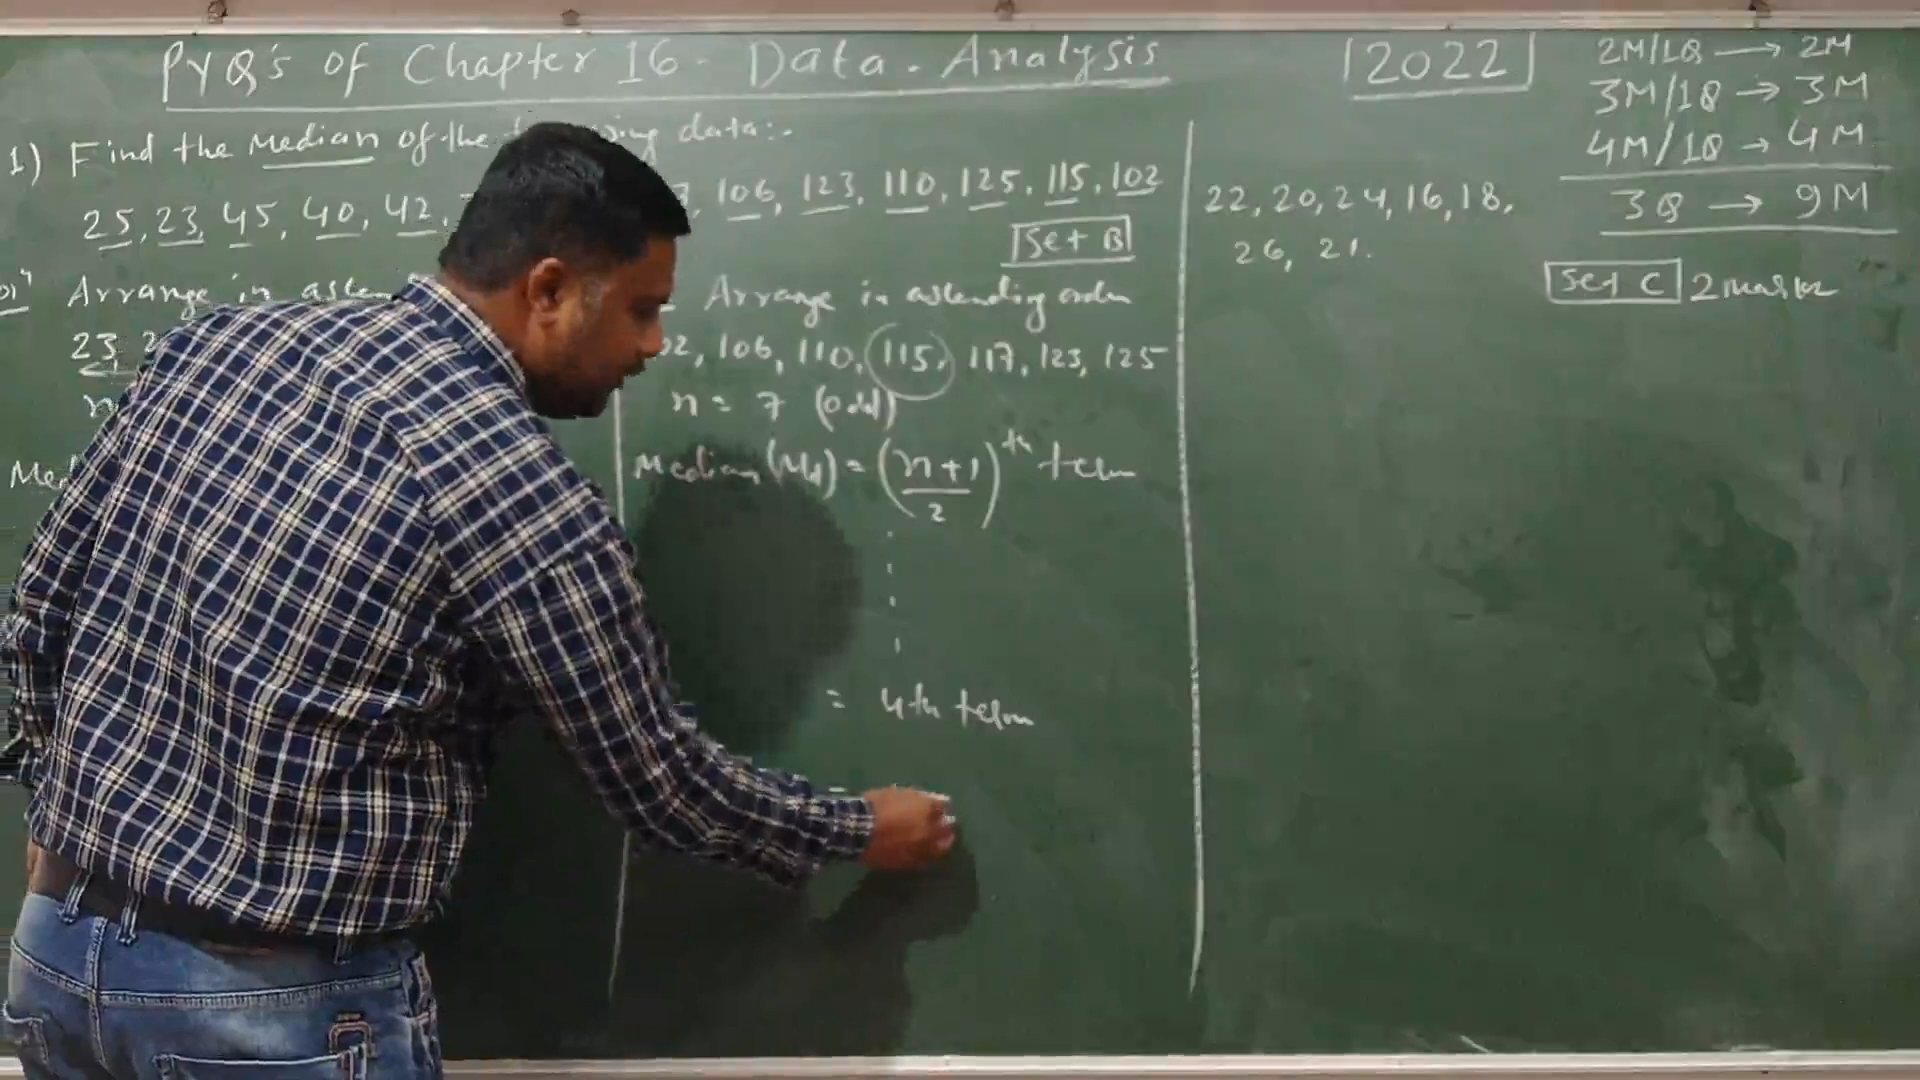 PYQ's of Chapter 16. Data. Analysis
1) Find the Median of the data:-
25, 23, 45, 40, 42,
Arrange in
23,
n
106, 123, 110, 125, 115, 102
Set B
Arrange in ascending order
02, 106, 110, 115, 117, 123, 125
n = 7 (odd)
Median (Md) = (n+1/2)th term
= 4th term
=
2022
22, 20, 24, 16, 18,
26, 21.
2M/1Q → 2M
3M/1Q → 3M
4M/1Q → 4M
3Q → 9M
Set C 2 marks